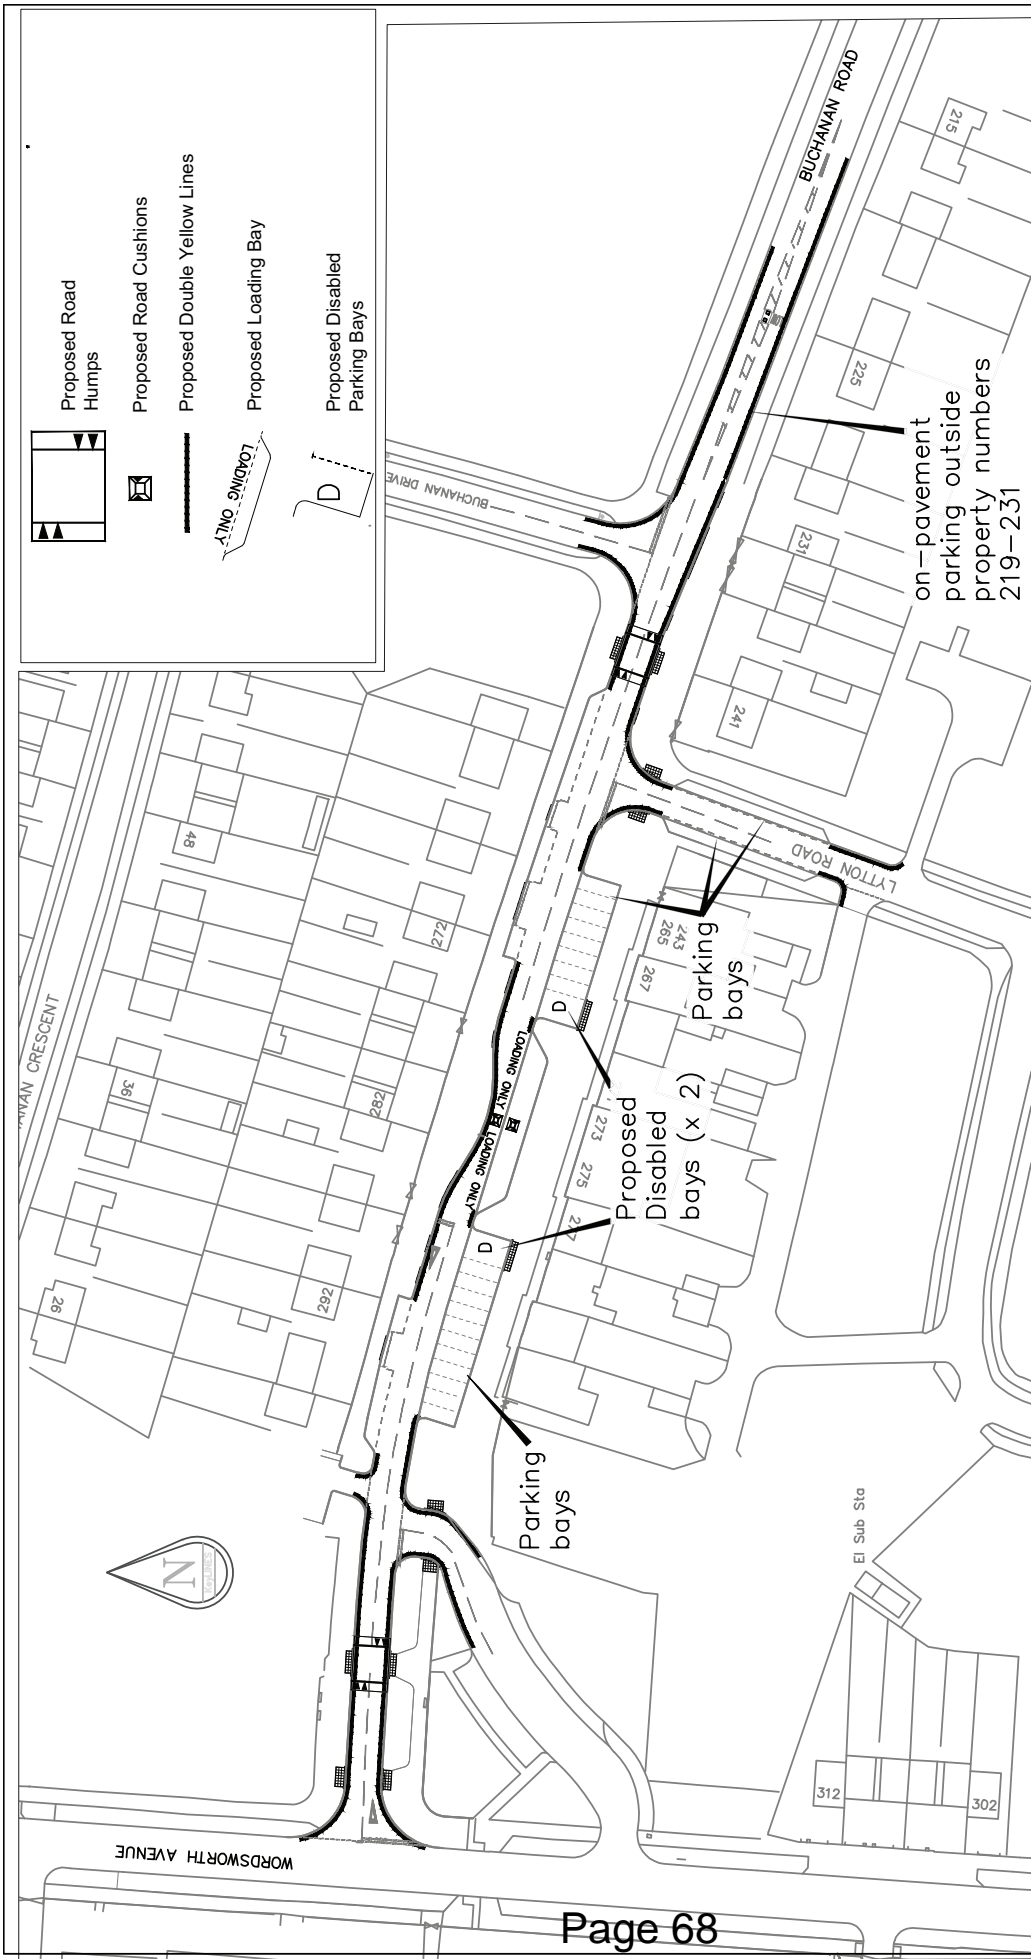 Proposed Road
Humps
Proposed Road Cushions
Proposed Double Yellow Lines
LOADING ONLY
Proposed Loading Bay
D
Proposed Disabled
Parking Bays
BUCHANAN ROAD
215
225
231
241
on-pavement
parking outside
property numbers
219-231
BUCHANAN DRIVE
LYTTON ROAD
48
272
36
282
26
292
ANAN CRESCENT
243
265
267
273
275
277
Parking
bays
D
LOADING ONLY
LOADING ONLY
D
Proposed
Disabled
bays (x 2)
Parking
bays
N
KeyLINES
El Sub Sta
312
302
WORDSWORTH AVENUE
Page 68